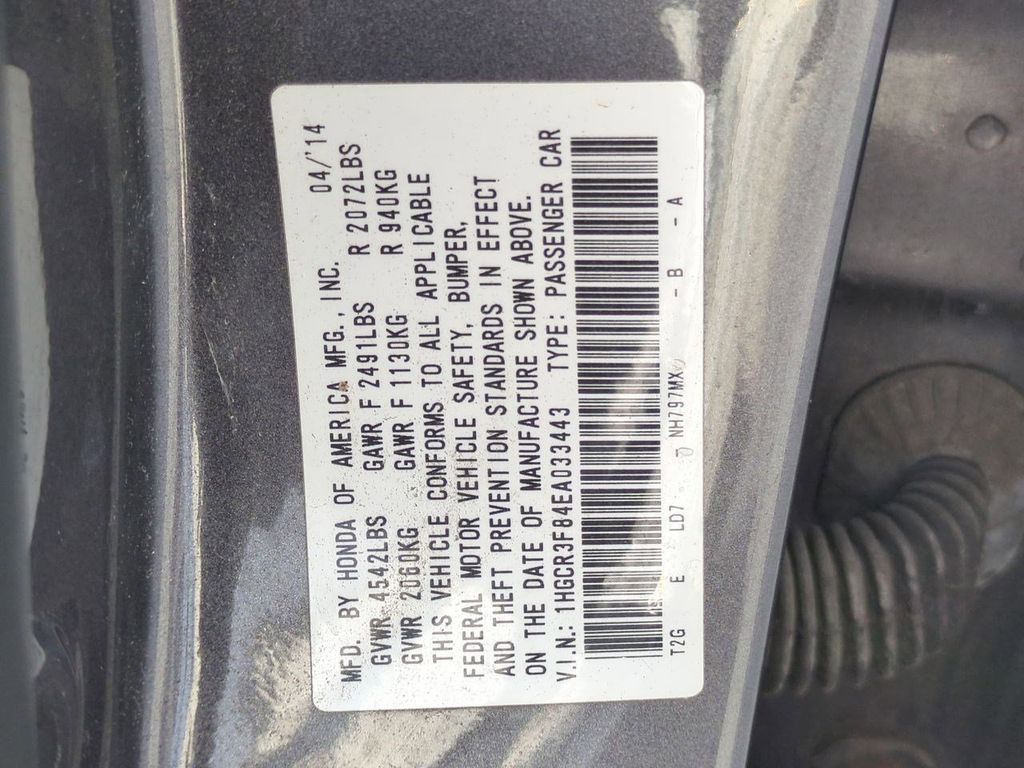 MFD. BY HONDA OF AMERICA MFG., INC. 04/'14
GVWR 4542LBS GAWR F 2491LBS R 2072LBS
GVWR 2060KG GAWR F 1130KG R 940KG
THIS VEHICLE CONFORMS TO ALL APPLICABLE
FEDERAL MOTOR VEHICLE SAFETY, BUMPER,
AND THEFT PREVENTION STANDARDS IN EFFECT
ON THE DATE OF MANUFACTURE SHOWN ABOVE.
V.I.N.: 1HGCR3F84EA033443 TYPE: PASSENGER CAR
T2G E LD7 NH797MX - B - A